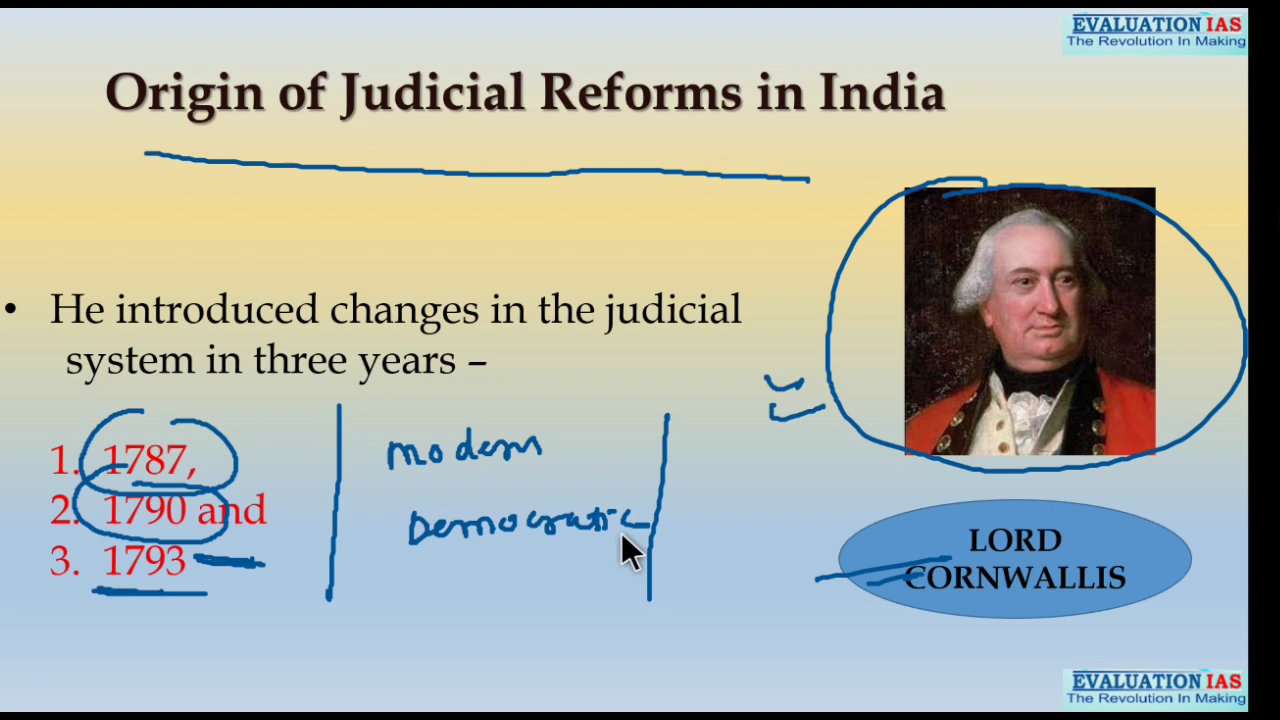 EVALUATION IAS
The Revolution In Making
Origin of Judicial Reforms in India
• He introduced changes in the judicial
system in three years –
1. 1787,
2. 1790 and
3. 1793
Modern
Democratic
LORD
CORNWALLIS
EVALUATION IAS
The Revolution In Making